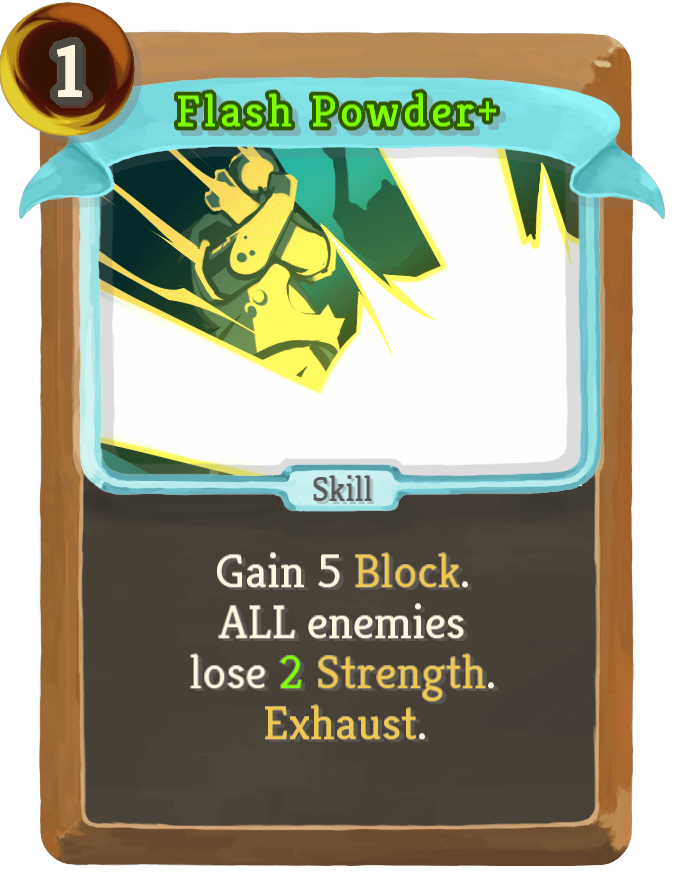 1
Flash Powder+
Skill
Gain 5 Block.
ALL enemies
lose 2 Strength.
Exhaust.